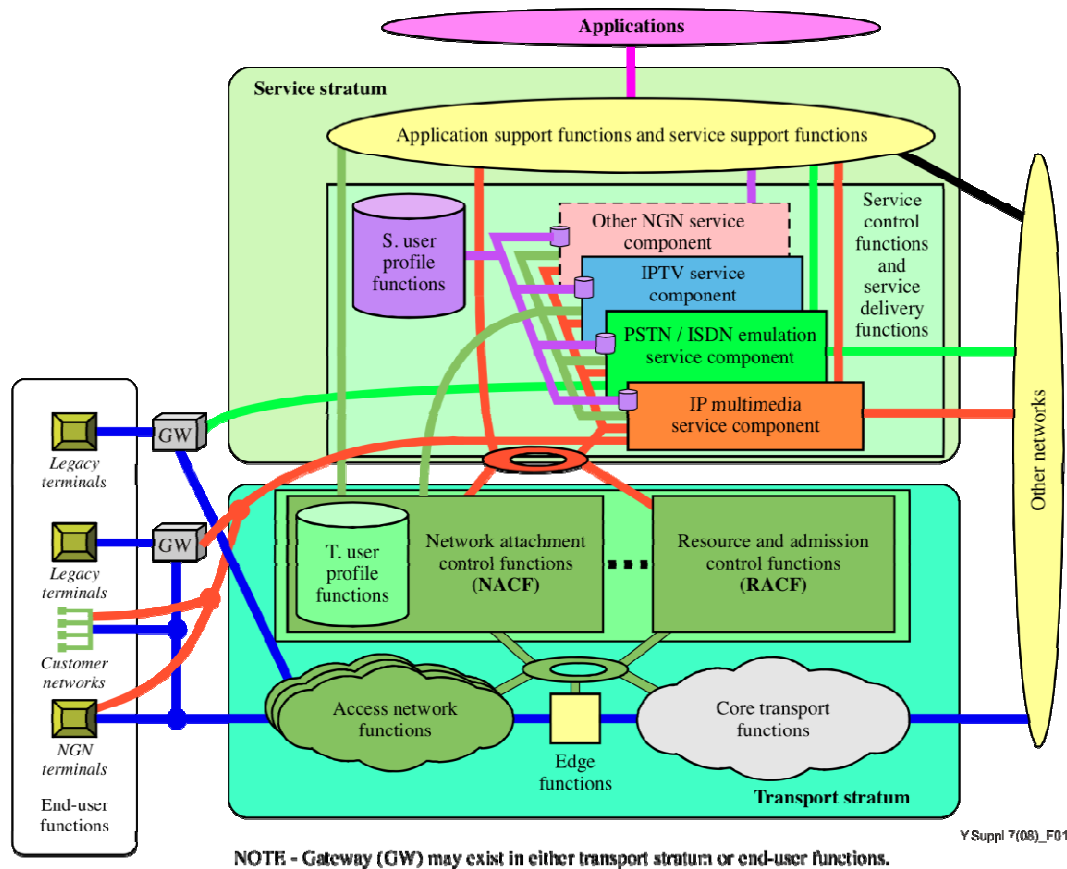 Applications
Service stratum
Application support functions and service support functions
S. user
profile
functions
Other NGN service
component
IPTV service
component
PSTN / ISDN emulation
service component
IP multimedia
service component
Service
control
functions
and
service
delivery
functions
Other networks
GW
Legacy
terminals
GW
Legacy
terminals
Customer
networks
NGN
terminals
End-user
functions
T. user
profile
functions
Network attachment
control functions
(NACF)
Resource and admission
control functions
(RACF)
Access network
functions
Edge
functions
Core transport
functions
Transport stratum
Y Suppl 7(08)_F01
NOTE - Gateway (GW) may exist in either transport stratum or end-user functions.